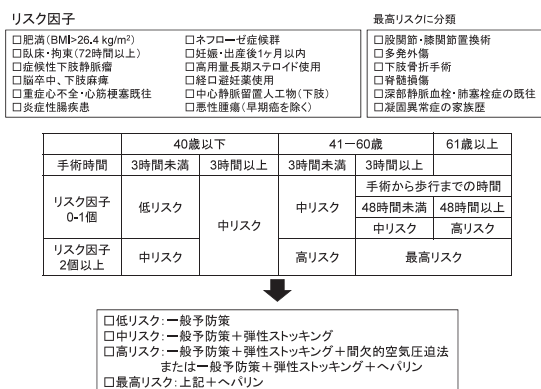 リスク因子
□肥満(BMI>26.4 kg/m²) □ネフローゼ症候群
□臥床・拘束(72時間以上) □妊娠・出産後1ヶ月以内
□症候性下肢静脈瘤 □高用量長期ステロイド使用
□脳卒中、下肢麻痺 □経口避妊薬使用
□重症心不全・心筋梗塞既往 □中心静脈留置人工物(下肢)
□炎症性腸疾患 □悪性腫瘍(早期癌を除く)
最高リスクに分類
□股関節・膝関節置換術
□多発外傷
□下肢骨折手術
□脊髄損傷
□深部静脈血栓・肺塞栓症の既往
□凝固異常症の家族歴
40歳以下 41－60歳 61歳以上
手術時間 3時間未満 3時間以上 3時間未満 3時間以上
リスク因子 0-1個 低リスク 中リスク 中リスク 手術から歩行までの時間
48時間未満 48時間以上
中リスク 高リスク
リスク因子 2個以上 中リスク 高リスク 最高リスク
□低リスク:一般予防策
□中リスク:一般予防策＋弾性ストッキング
□高リスク:一般予防策＋弾性ストッキング＋間欠的空気圧迫法
または一般予防策＋弾性ストッキング＋ヘパリン
□最高リスク:上記＋ヘパリン